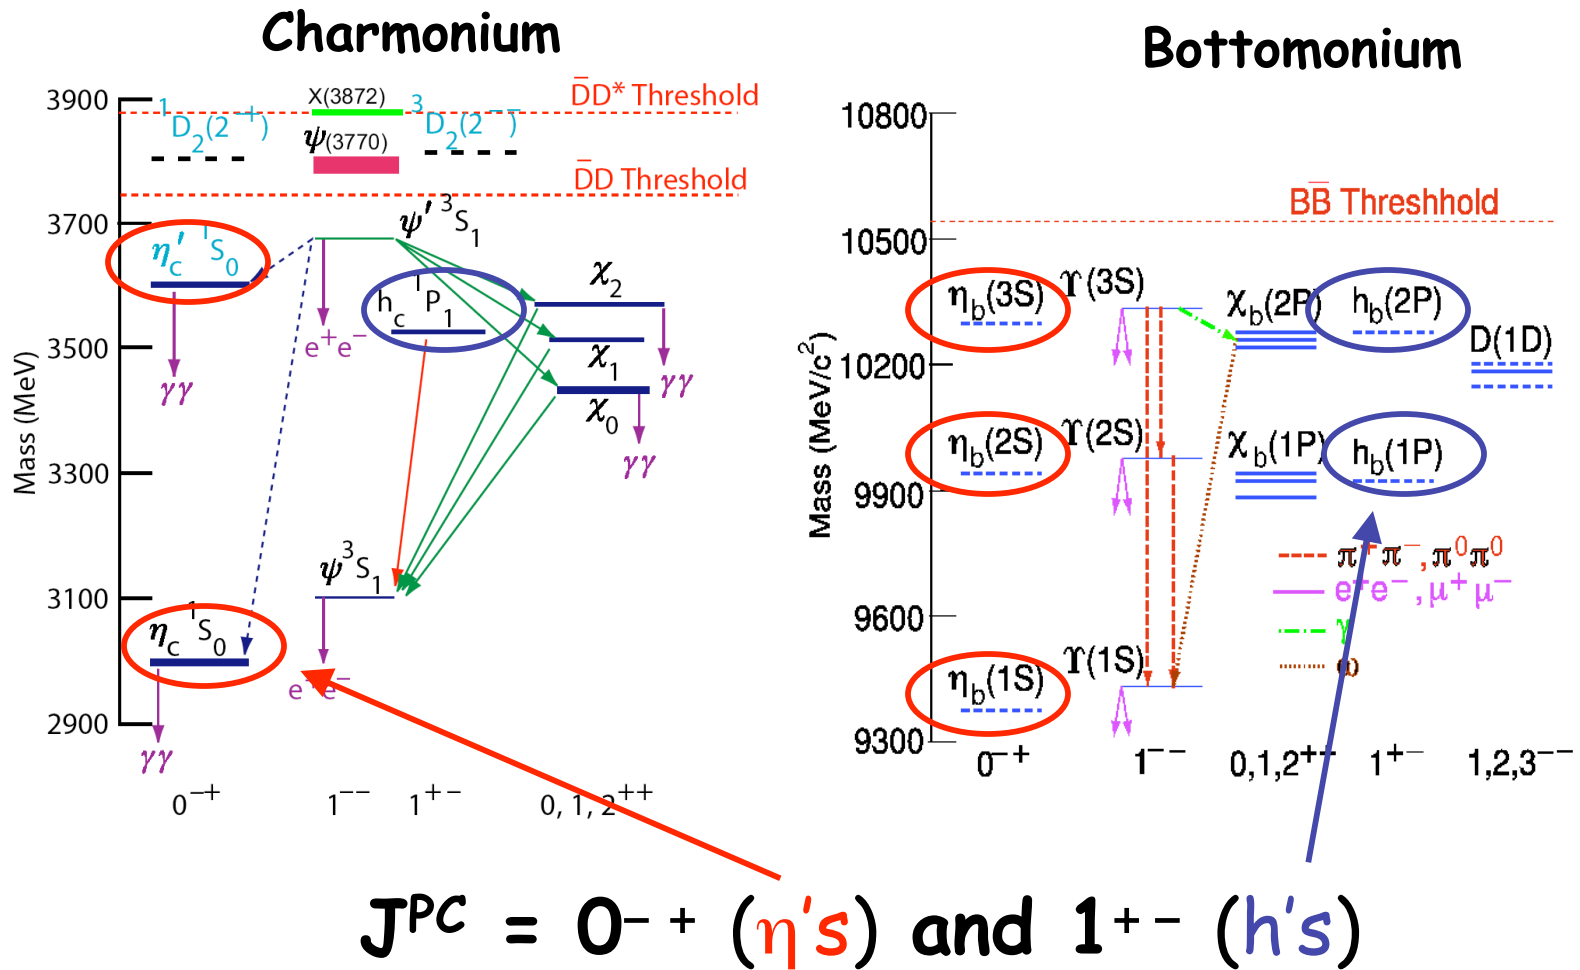 Charmonium
Bottomonium
3900
3700
3500
3300
3100
2900
Mass (MeV)
X(3872)
D̄D* Threshold
¹D₂(2⁻⁺)
ψ(3770)
³D₂(2⁻⁻)
D̄D Threshold
ψ′ ³S₁
η′c ¹S₀
hc ¹P₁
χ₂
e⁺e⁻
χ₁
γγ
γγ
χ₀
γγ
ψ ³S₁
ηc ¹S₀
e⁺e⁻
γγ
0⁻⁺
1⁻⁻
1⁺⁻
0, 1, 2⁺⁺
10800
10500
10200
9900
9600
9300
Mass (MeV/c²)
BB̄ Threshhold
ηb(3S)
ϒ(3S)
χb(2P)
hb(2P)
D(1D)
ηb(2S)
ϒ(2S)
χb(1P)
hb(1P)
π⁺π⁻, π⁰π⁰
e⁺e⁻, μ⁺μ⁻
γ
ω
ηb(1S)
ϒ(1S)
0⁻⁺
1⁻⁻
0,1,2⁺⁺
1⁺⁻
1,2,3⁻⁻
Jᴾᶜ = 0⁻⁺ (η's) and 1⁺⁻ (h's)